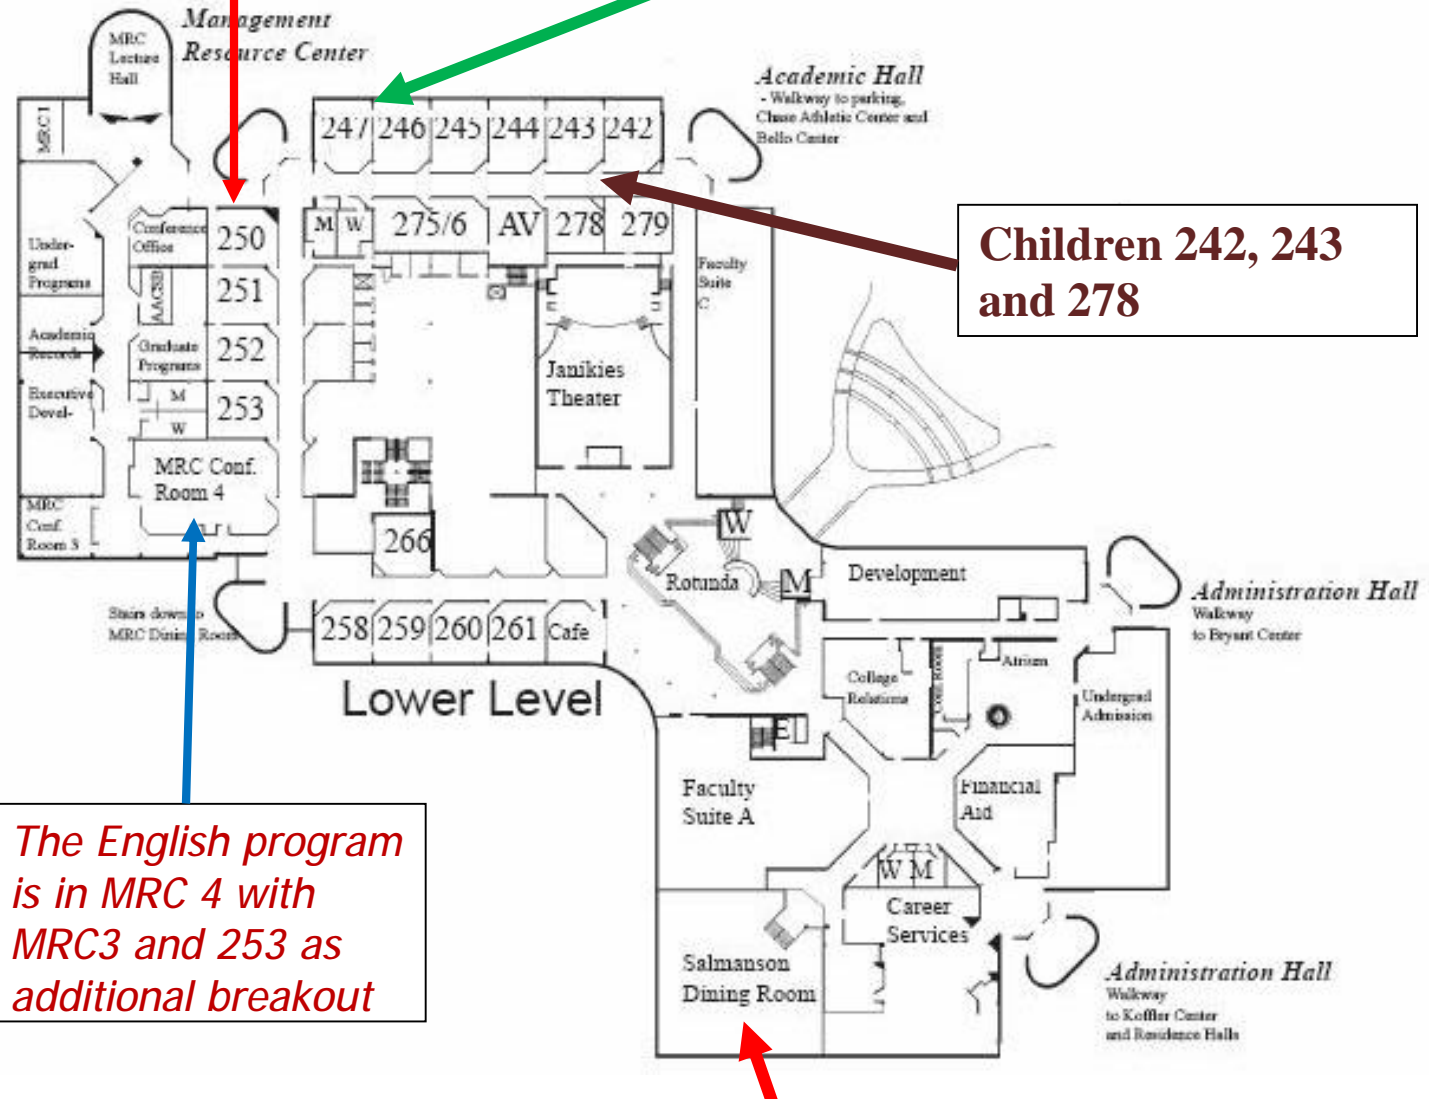 Management
Resource Center
MRC
Lecture
Hall
MRC1
Academic Hall
- Walkway to parking,
Chase Athletic Center and
Bello Center
247 246 245 244 243 242
M W 275/6 AV 278 279
Children 242, 243
and 278
Conference
Office
250
Under-
grad
Programs
AACSB
251
Faculty
Suite
C
Academic
Records
Graduate
Programs
252
Janikies
Theater
Executive
Devel-
M
W
253
MRC Conf.
Room 4
MRC
Conf.
Room 3
266
W
Rotunda
M
Development
Administration Hall
Walkway
to Bryant Center
Stairs down to
MRC Dining Room
258 259 260 261 Cafe
Lower Level
College
Relations
Atrium
Undergrad
Admission
E
Faculty
Suite A
Financial
Aid
The English program
is in MRC 4 with
MRC3 and 253 as
additional breakout
W M
Career
Services
Salmanson
Dining Room
Administration Hall
Walkway
to Koffler Center
and Residence Halls